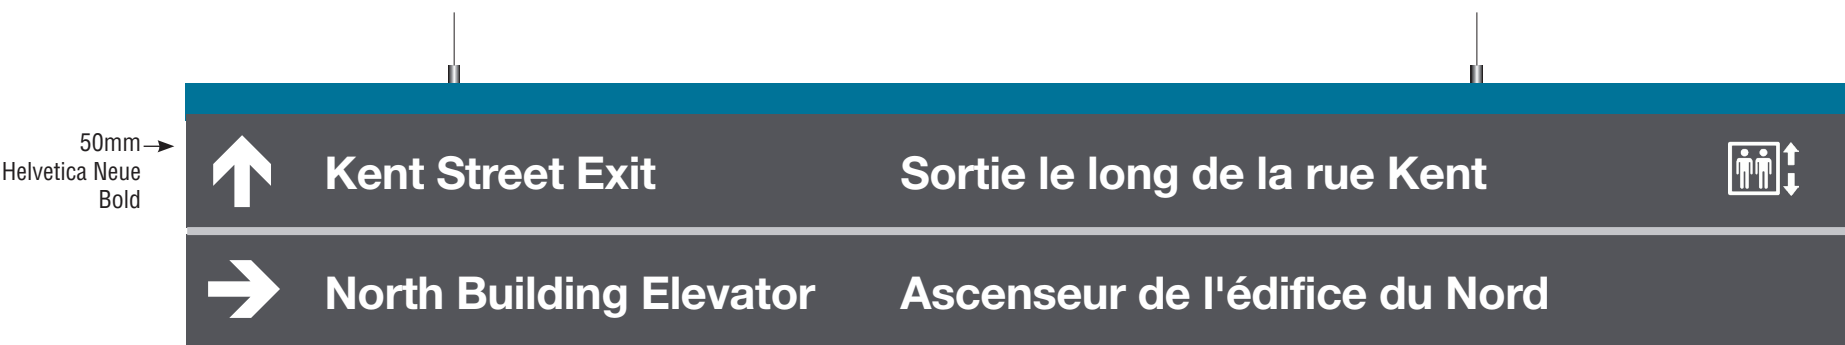 50mm
Helvetica Neue
Bold
Kent Street Exit Sortie le long de la rue Kent
North Building Elevator Ascenseur de l'édifice du Nord